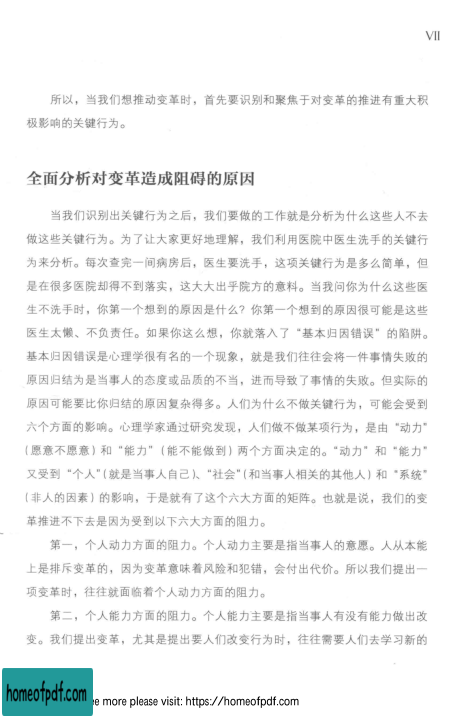 VII
所以，当我们想推动变革时，首先要识别和聚焦于对变革的推进有重大积
极影响的关键行为。
全面分析对变革造成阻碍的原因
当我们识别出关键行为之后，我们要做的工作就是分析为什么这些人不去
做这些关键行为。为了让大家更好地理解，我们利用医院中医生洗手的关键行
为来分析。每次查完一间病房后，医生要洗手，这项关键行为是多么简单，但
是在很多医院却得不到落实，这大大出乎院方的意料。当我问你为什么这些医
生不洗手时，你第一个想到的原因是什么？你第一个想到的原因很可能是这些
医生太懒、不负责任。如果你这么想，你就落入了“基本归因错误”的陷阱。
基本归因错误是心理学很有名的一个现象，就是我们往往会将一件事情失败的
原因归结为是当事人的态度或品质的不当，进而导致了事情的失败。但实际的
原因可能要比你归结的原因复杂得多。人们为什么不做关键行为，可能会受到
六个方面的影响。心理学家通过研究发现，人们做不做某项行为，是由“动力”
（愿意不愿意）和“能力”（能不能做到）两个方面决定的。“动力”和“能力”
又受到“个人”（就是当事人自己）、“社会”（和当事人相关的其他人）和“系统”
（非人的因素）的影响，于是就有了这个六大方面的矩阵。也就是说，我们的变
革推进不下去是因为受到以下六大方面的阻力。
第一，个人动力方面的阻力。个人动力主要是指当事人的意愿。人从本能
上是排斥变革的，因为变革意味着风险和犯错，会付出代价。所以我们提出一
项变革时，往往就面临着个人动力方面的阻力。
第二，个人能力方面的阻力。个人能力主要是指当事人有没有能力做出改
变。我们提出变革，尤其是提出要人们改变行为时，往往需要人们去学习新的
homeofpdf.com
ee more please visit: https://homeofpdf.com